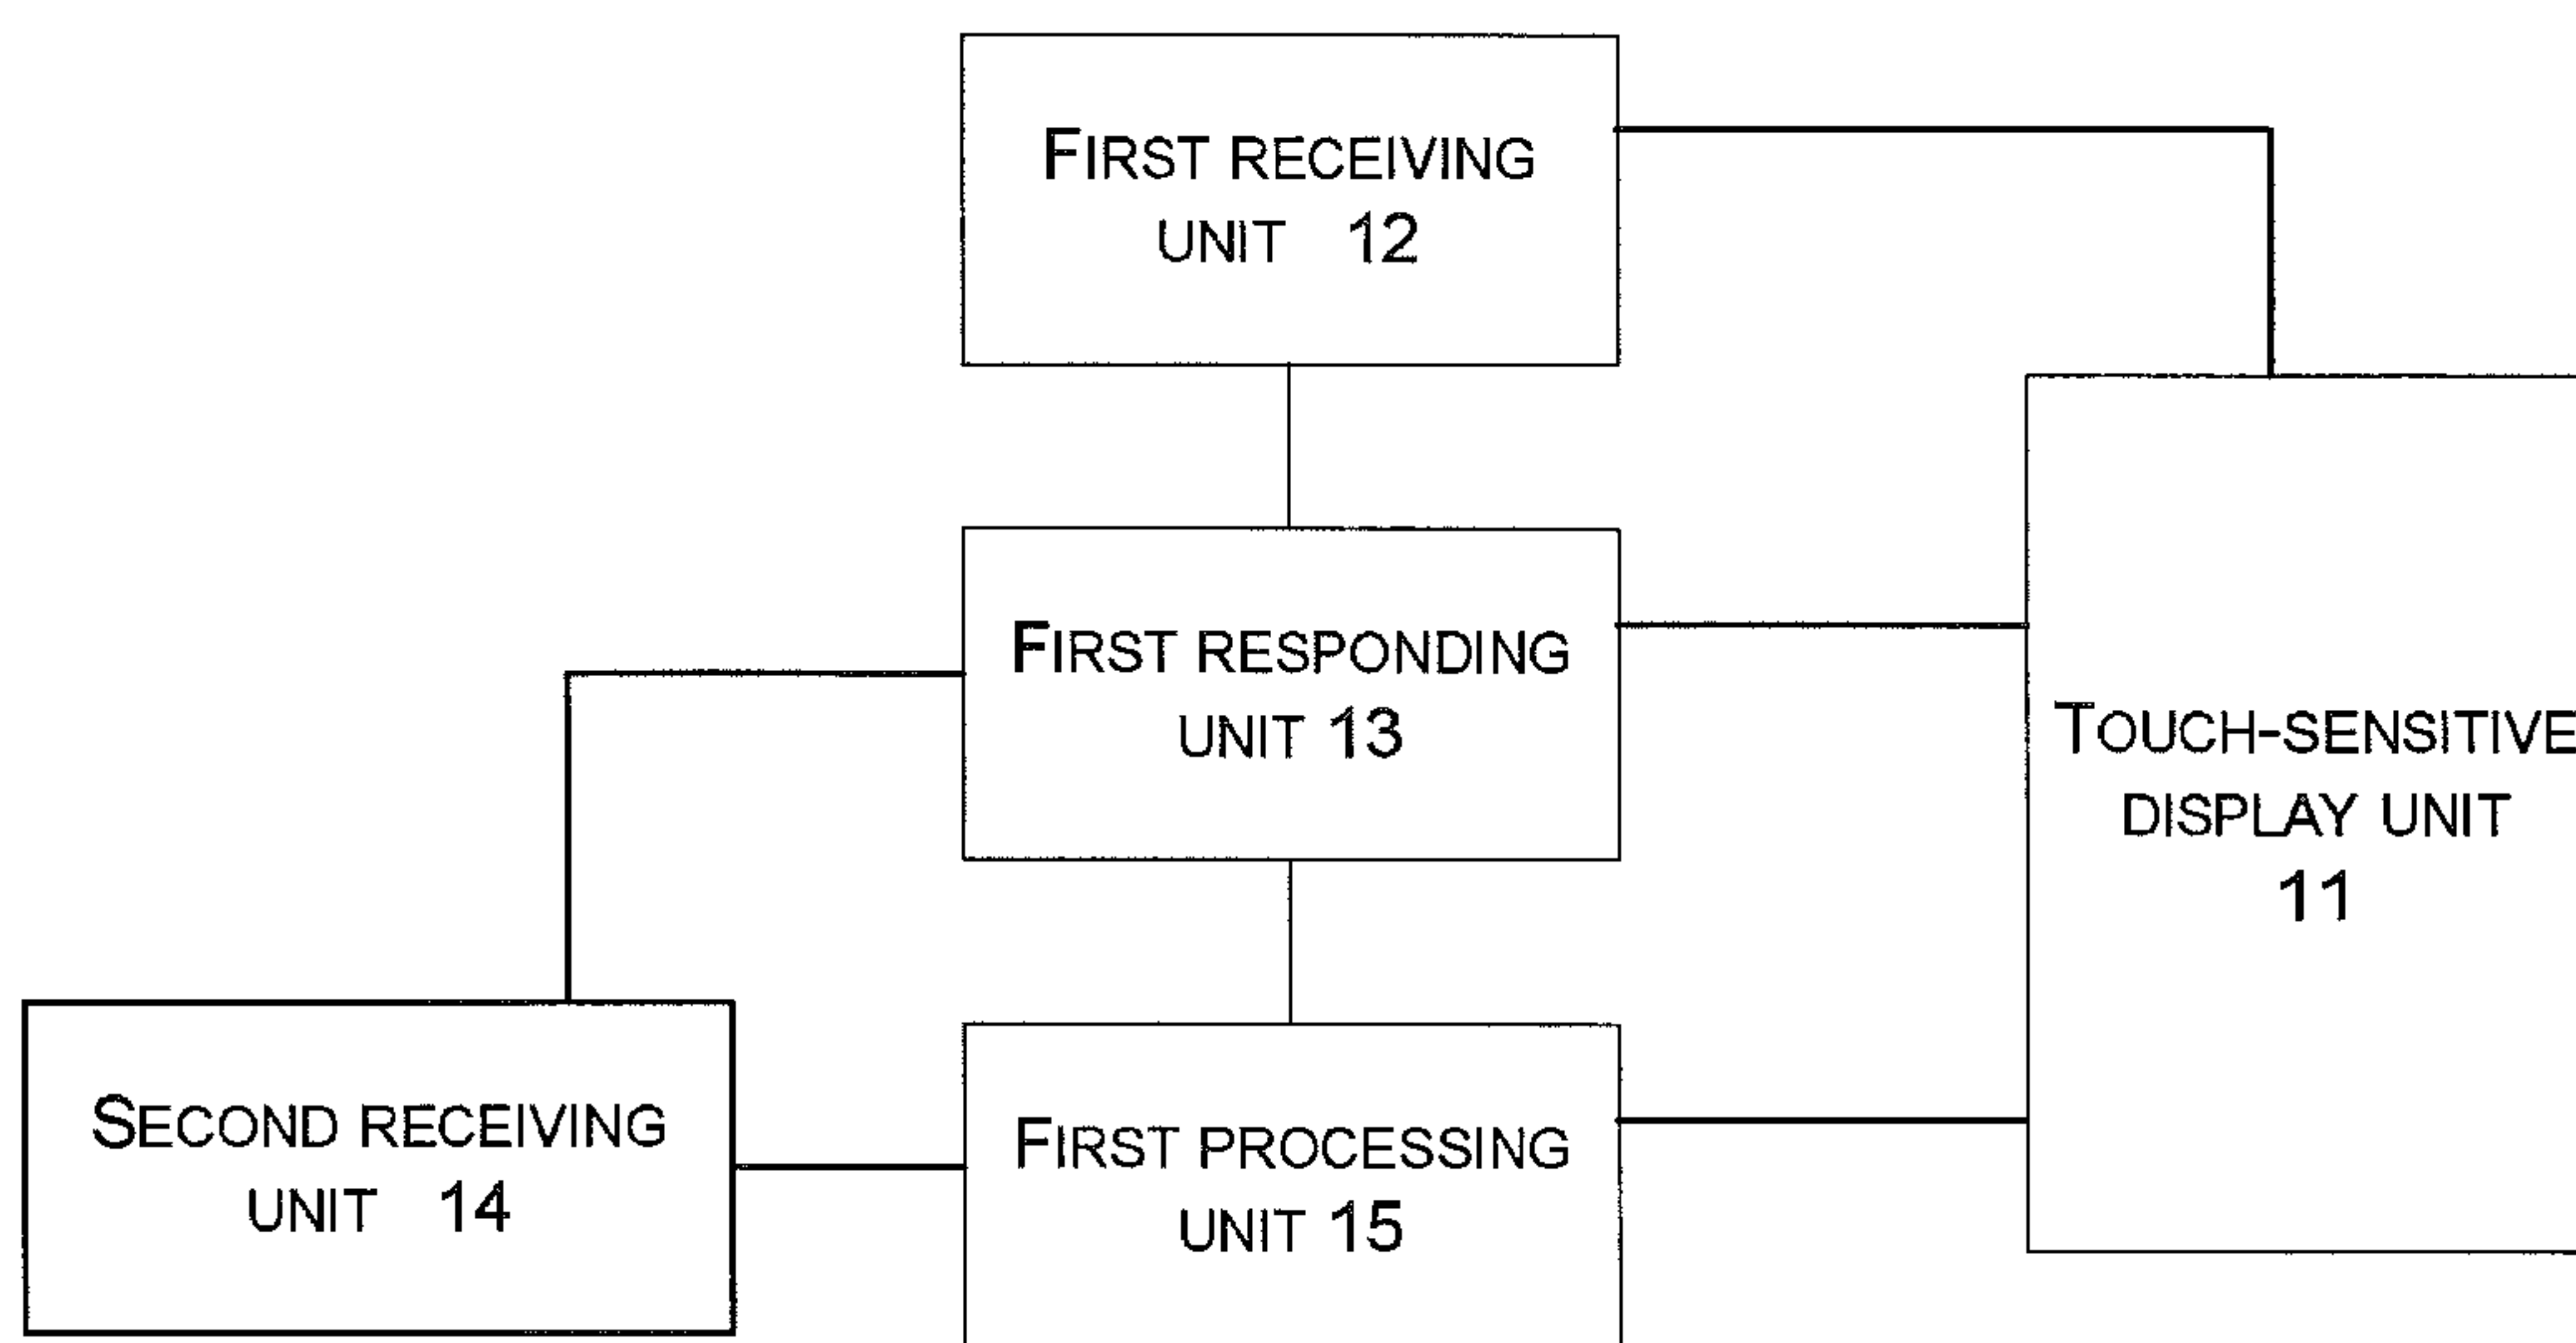 FIRST RECEIVING
UNIT 12
FIRST RESPONDING
UNIT 13
TOUCH-SENSITIVE
DISPLAY UNIT
11
SECOND RECEIVING
UNIT 14
FIRST PROCESSING
UNIT 15